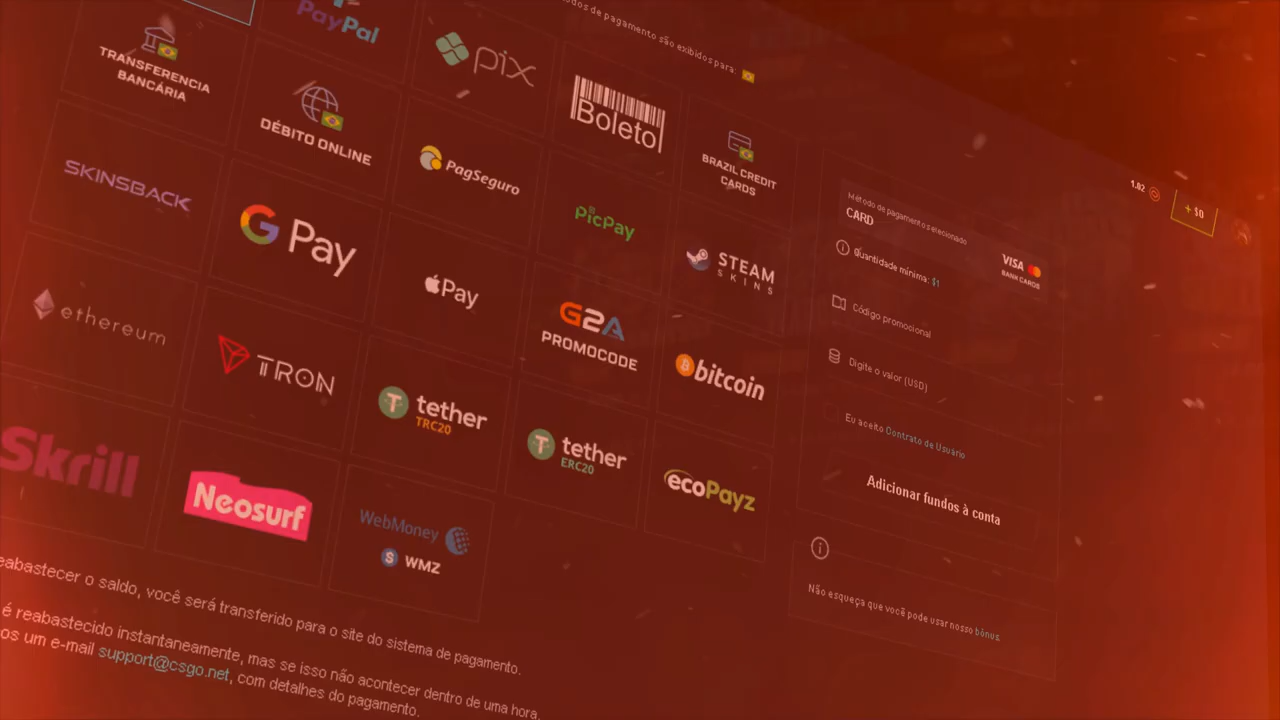 PayPal
dos de pagamento são exibidos para:
TRANSFERENCIA
BANCÁRIA
pix
Boleto
DÉBITO ONLINE
PagSeguro
BRAZIL CREDIT
CARDS
SKINSBACK
G Pay
PicPay
STEAM
SKINS
Pay
G2A
PROMOCODE
bitcoin
ethereum
TRON
tether
TRC20
tether
ERC20
ecoPayz
Skrill
Neosurf
WebMoney
WMZ
1.02
+ $0
Método de pagamento selecionado
CARD
VISA
BANK CARDS
Quantidade mínima: $1
Código promocional
Digite o valor (USD)
Eu aceito Contrato de Usuário
Adicionar fundos à conta
Não esqueça que você pode usar nosso bônus.
eabastecer o saldo, você será transferido para o site do sistema de pagamento.
é reabastecido instantaneamente, mas se isso não acontecer dentro de uma hora,
os um e-mail support@csgo.net, com detalhes do pagamento.